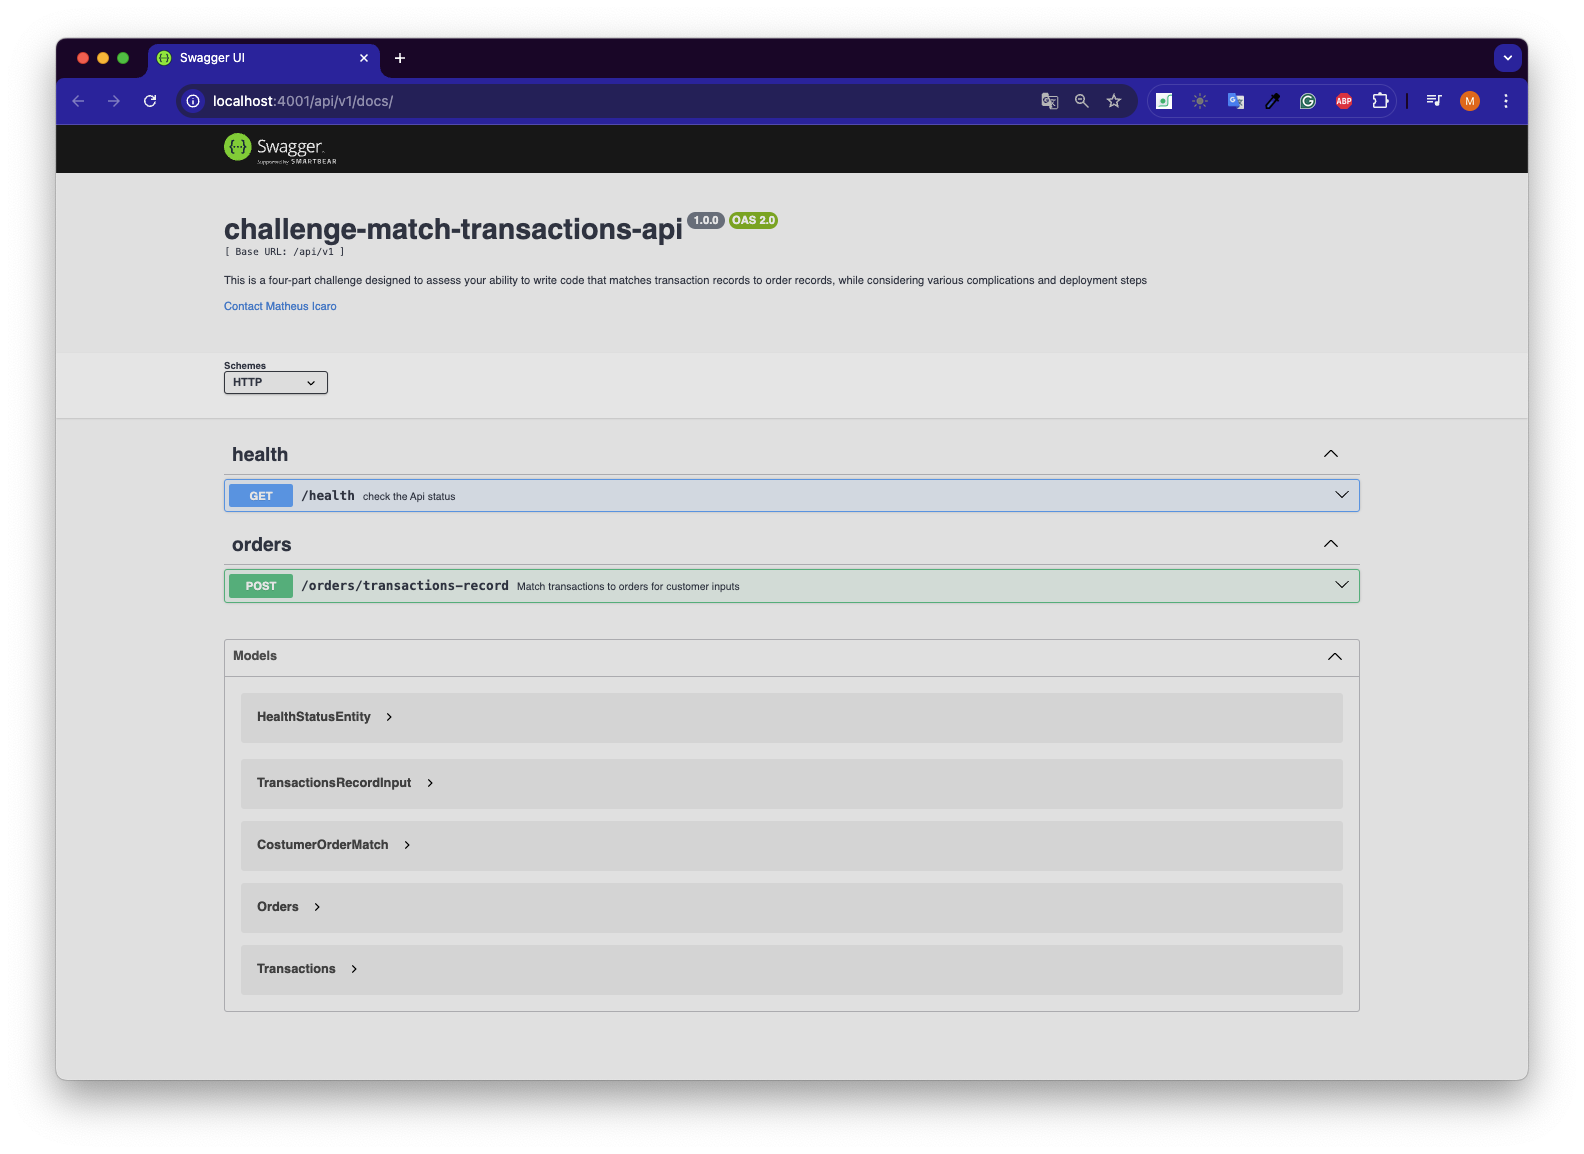 Swagger UI
localhost:4001/api/v1/docs/
ABP
M
Swagger
Supported by SMARTBEAR
challenge-match-transactions-api 1.0.0 OAS 2.0
[ Base URL: /api/v1 ]
This is a four-part challenge designed to assess your ability to write code that matches transaction records to order records, while considering various complications and deployment steps
Contact Matheus Icaro
Schemes
HTTP
health
GET /health check the Api status
orders
POST /orders/transactions-record Match transactions to orders for customer inputs
Models
HealthStatusEntity
TransactionsRecordInput
CostumerOrderMatch
Orders
Transactions